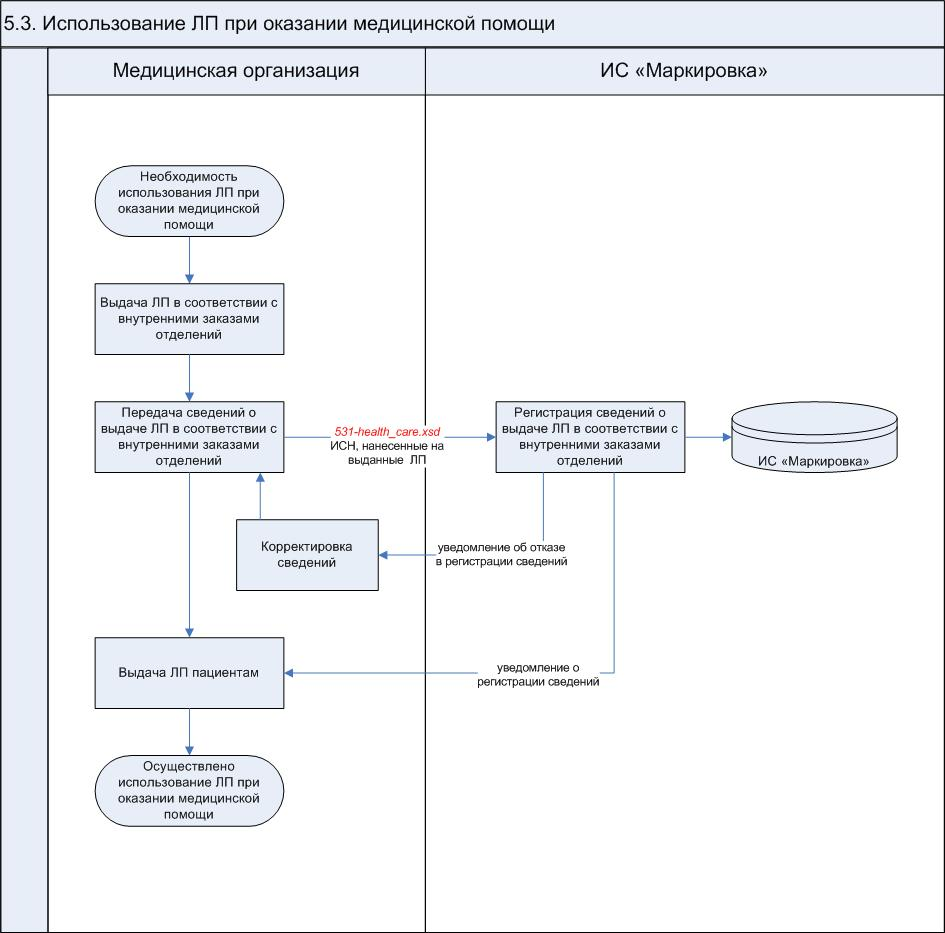 5.3. Использование ЛП при оказании медицинской помощи
Медицинская организация
ИС «Маркировка»
Необходимость
использования ЛП при
оказании медицинской
помощи
Выдача ЛП в соответствии с
внутренними заказами
отделений
Передача сведений о
выдаче ЛП в соответствии с
внутренними заказами
отделений
531-health_care.xsd
ИСН, нанесенные на
выданные ЛП
Регистрация сведений о
выдаче ЛП в соответствии с
внутренними заказами
отделений
ИС «Маркировка»
Корректировка
сведений
уведомление об отказе
в регистрации сведений
Выдача ЛП пациентам
уведомление о
регистрации сведений
Осуществлено
использование ЛП при
оказании медицинской
помощи